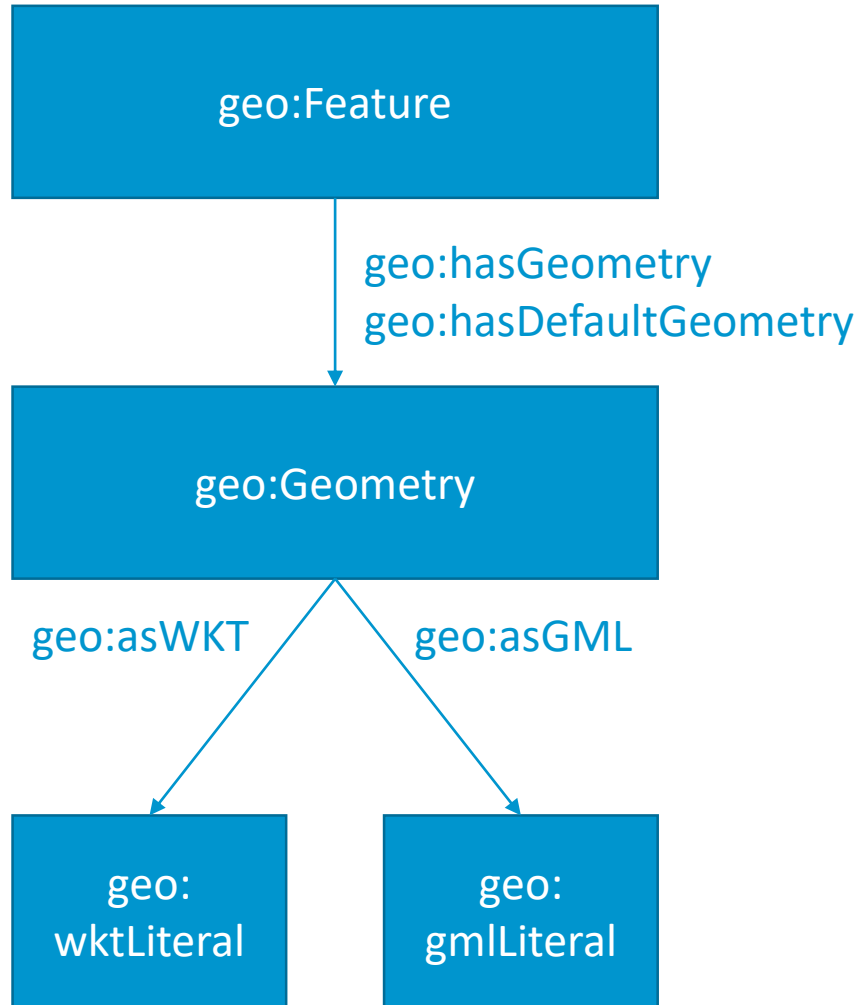 geo:Feature
geo:hasGeometry
geo:hasDefaultGeometry
geo:Geometry
geo:asWKT
geo:asGML
geo:
wktLiteral
geo:
gmlLiteral